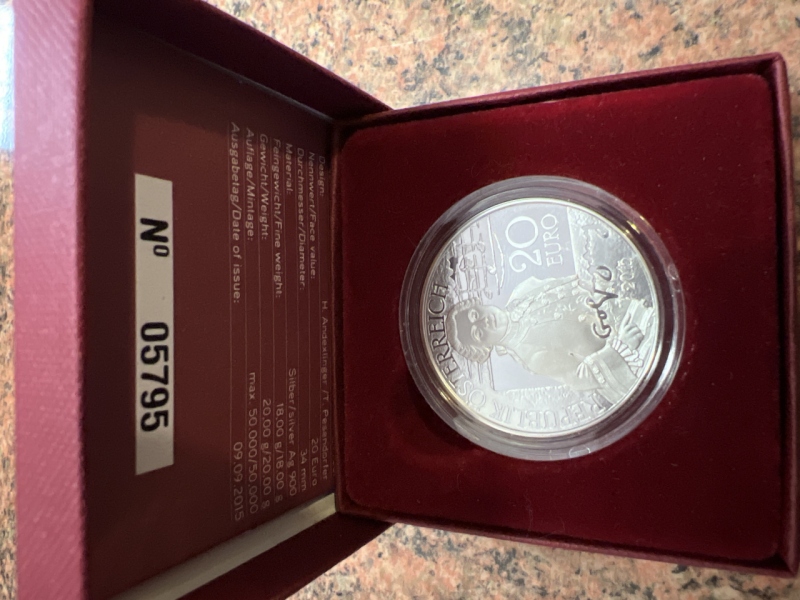 Design: H. Andexlinger /T. Pesendorfer
Nennwert/Face value: 20 Euro
Durchmesser/Diameter: 34 mm
Material: Silber/silver Ag 900
Feingewicht/Fine weight: 18.00 g/18.00 g
Gewicht/Weight: 20.00 g/20.00 g
Auflage/Mintage: max. 50.000/50,000
Ausgabetag/Date of issue: 09.09.2015
Nº 05795
20
EURO
REPUBLIK ÖSTERREICH